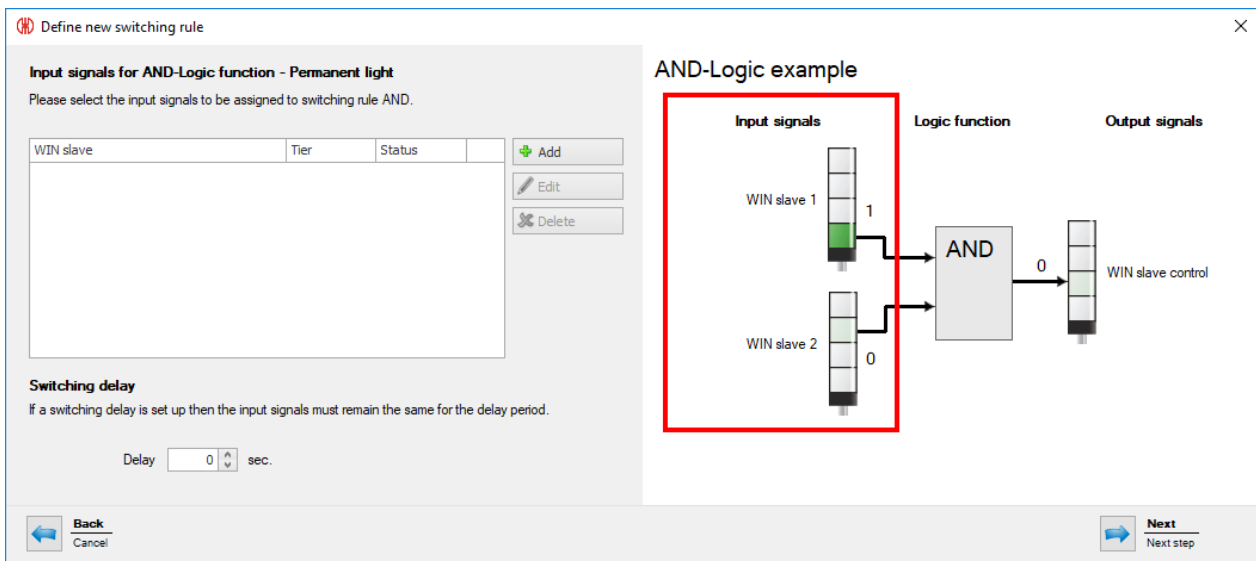 Define new switching rule
Input signals for AND-Logic function - Permanent light
Please select the input signals to be assigned to switching rule AND.
WIN slave Tier Status
Add
Edit
Delete
Switching delay
If a switching delay is set up then the input signals must remain the same for the delay period.
Delay 0 sec.
AND-Logic example
Input signals Logic function Output signals
WIN slave 1
1
AND
0
WIN slave control
WIN slave 2
0
Back
Cancel
Next
Next step